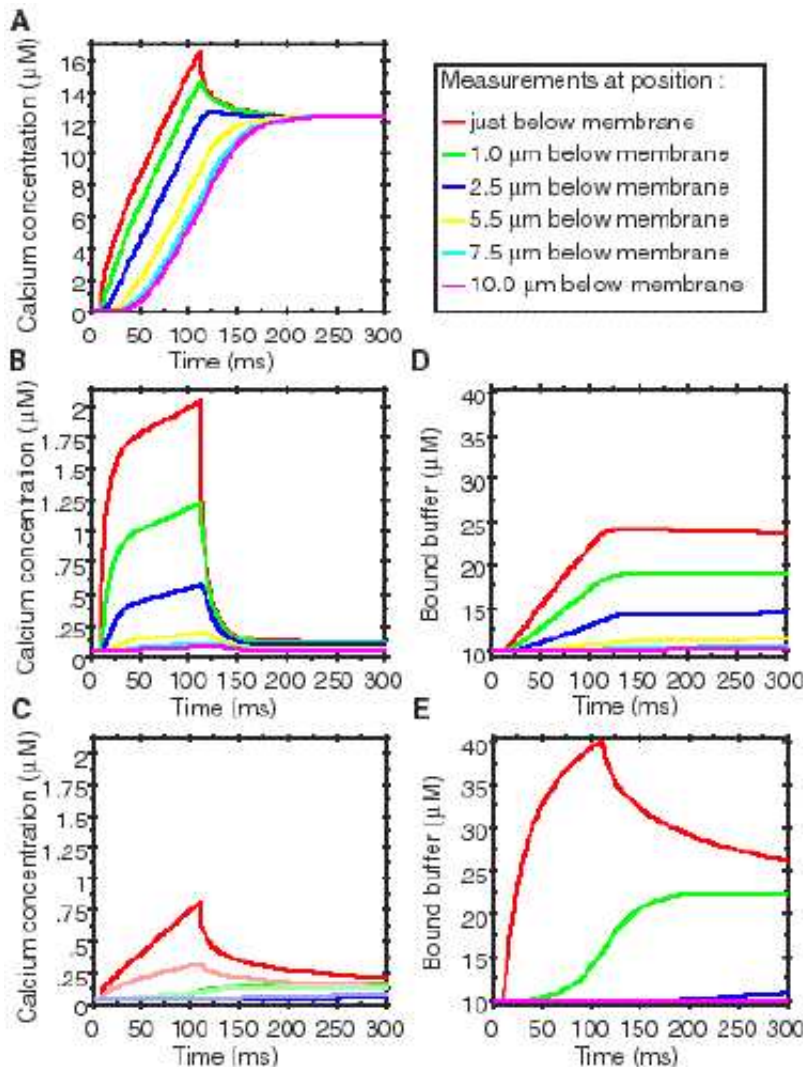 A
Calcium concentration (µM)
16
14
12
10
8
6
4
2
0
0 50 100 150 200 250 300
Time (ms)
Measurements at position :
just below membrane
1.0 µm below membrane
2.5 µm below membrane
5.5 µm below membrane
7.5 µm below membrane
10.0 µm below membrane
B
Calcium concentration (µM)
2
1.75
1.5
1.25
1
.75
.5
.25
0
0 50 100 150 200 250 300
Time (ms)
D
Bound buffer (µM)
40
35
30
25
20
15
10
0 50 100 150 200 250 300
Time (ms)
C
Calcium concentration (µM)
2
1.75
1.5
1.25
1
.75
.5
.25
0
0 50 100 150 200 250 300
Time (ms)
E
Bound buffer (µM)
40
35
30
25
20
15
10
0 50 100 150 200 250 300
Time (ms)